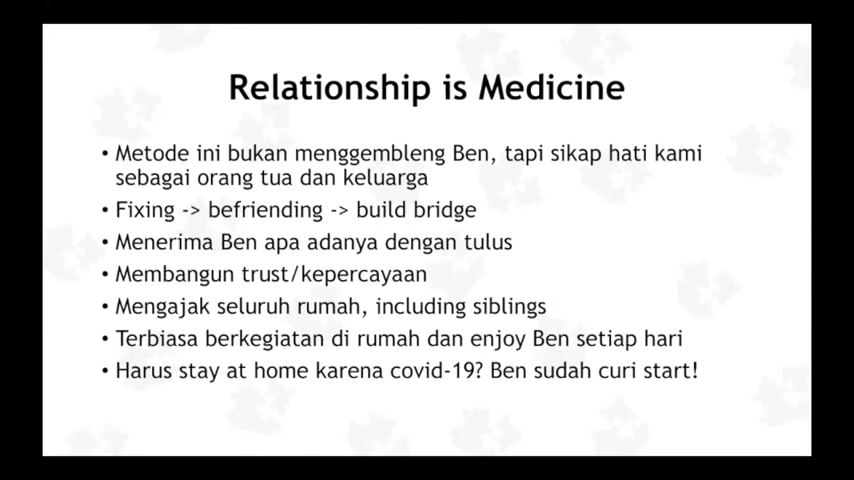 Relationship is Medicine
• Metode ini bukan menggembleng Ben, tapi sikap hati kami
sebagai orang tua dan keluarga
• Fixing -> befriending -> build bridge
• Menerima Ben apa adanya dengan tulus
• Membangun trust/kepercayaan
• Mengajak seluruh rumah, including siblings
• Terbiasa berkegiatan di rumah dan enjoy Ben setiap hari
• Harus stay at home karena covid-19? Ben sudah curi start!